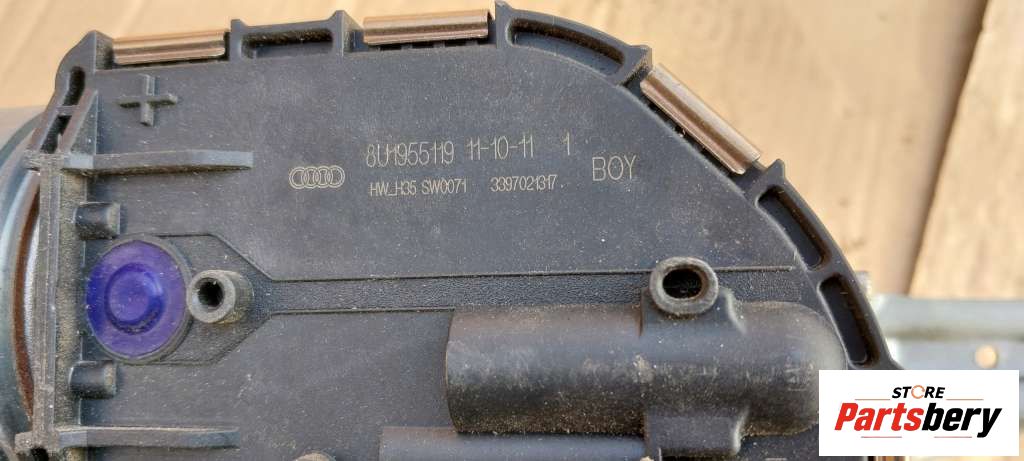 8U1955119 11-10-11 1
BOY
HW_H35 SW0071 3397021317
STORE
Partsbery